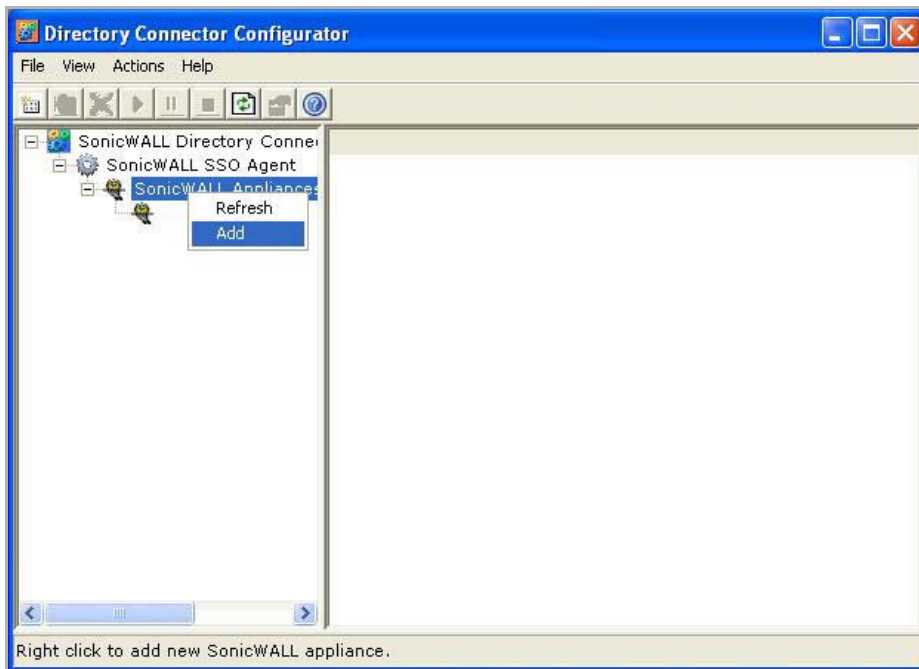 Directory Connector Configurator
File View Actions Help
SonicWALL Directory Connec
SonicWALL SSO Agent
SonicWALL Appliances
Refresh
Add
Right click to add new SonicWALL appliance.